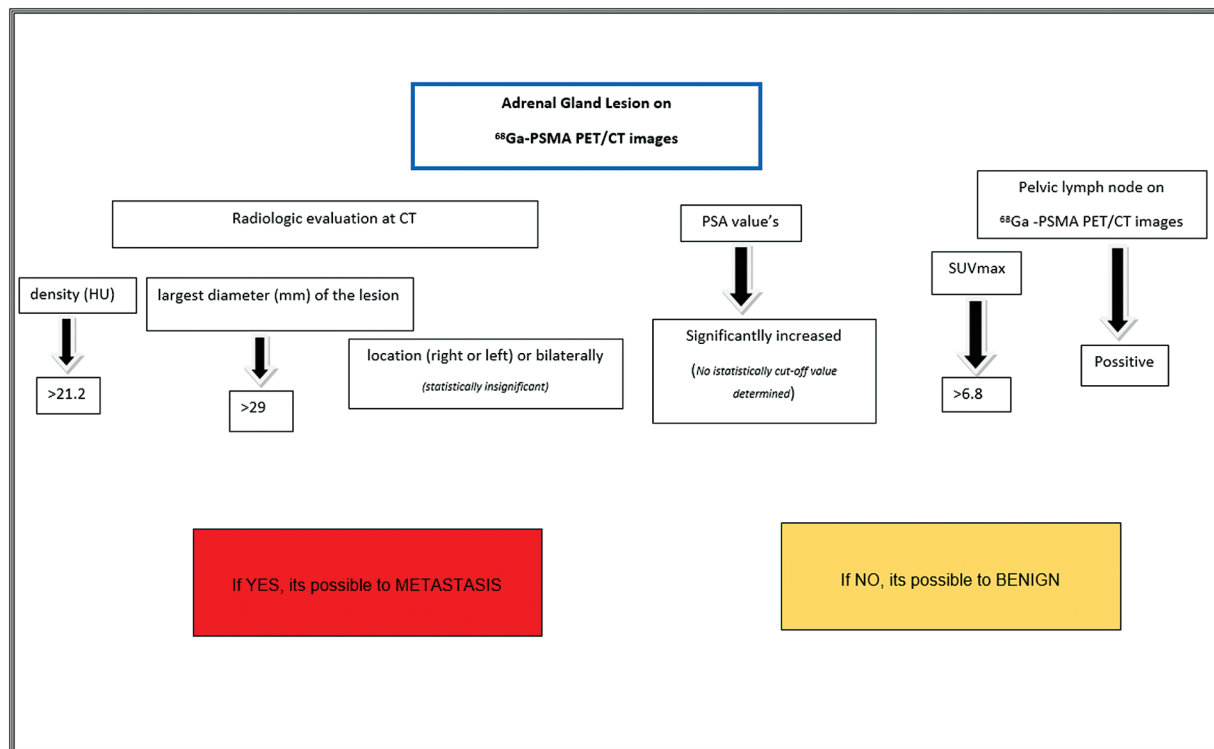 Adrenal Gland Lesion on
⁶⁸Ga-PSMA PET/CT images
Radiologic evaluation at CT
PSA value's
Pelvic lymph node on
⁶⁸Ga -PSMA PET/CT images
density (HU)
largest diameter (mm) of the lesion
SUVmax
location (right or left) or bilaterally
(statistically insignificant)
Significantlly increased
(No istatistically cut-off value
determined)
Possitive
>21.2
>29
>6.8
If YES, its possible to METASTASIS
If NO, its possible to BENIGN